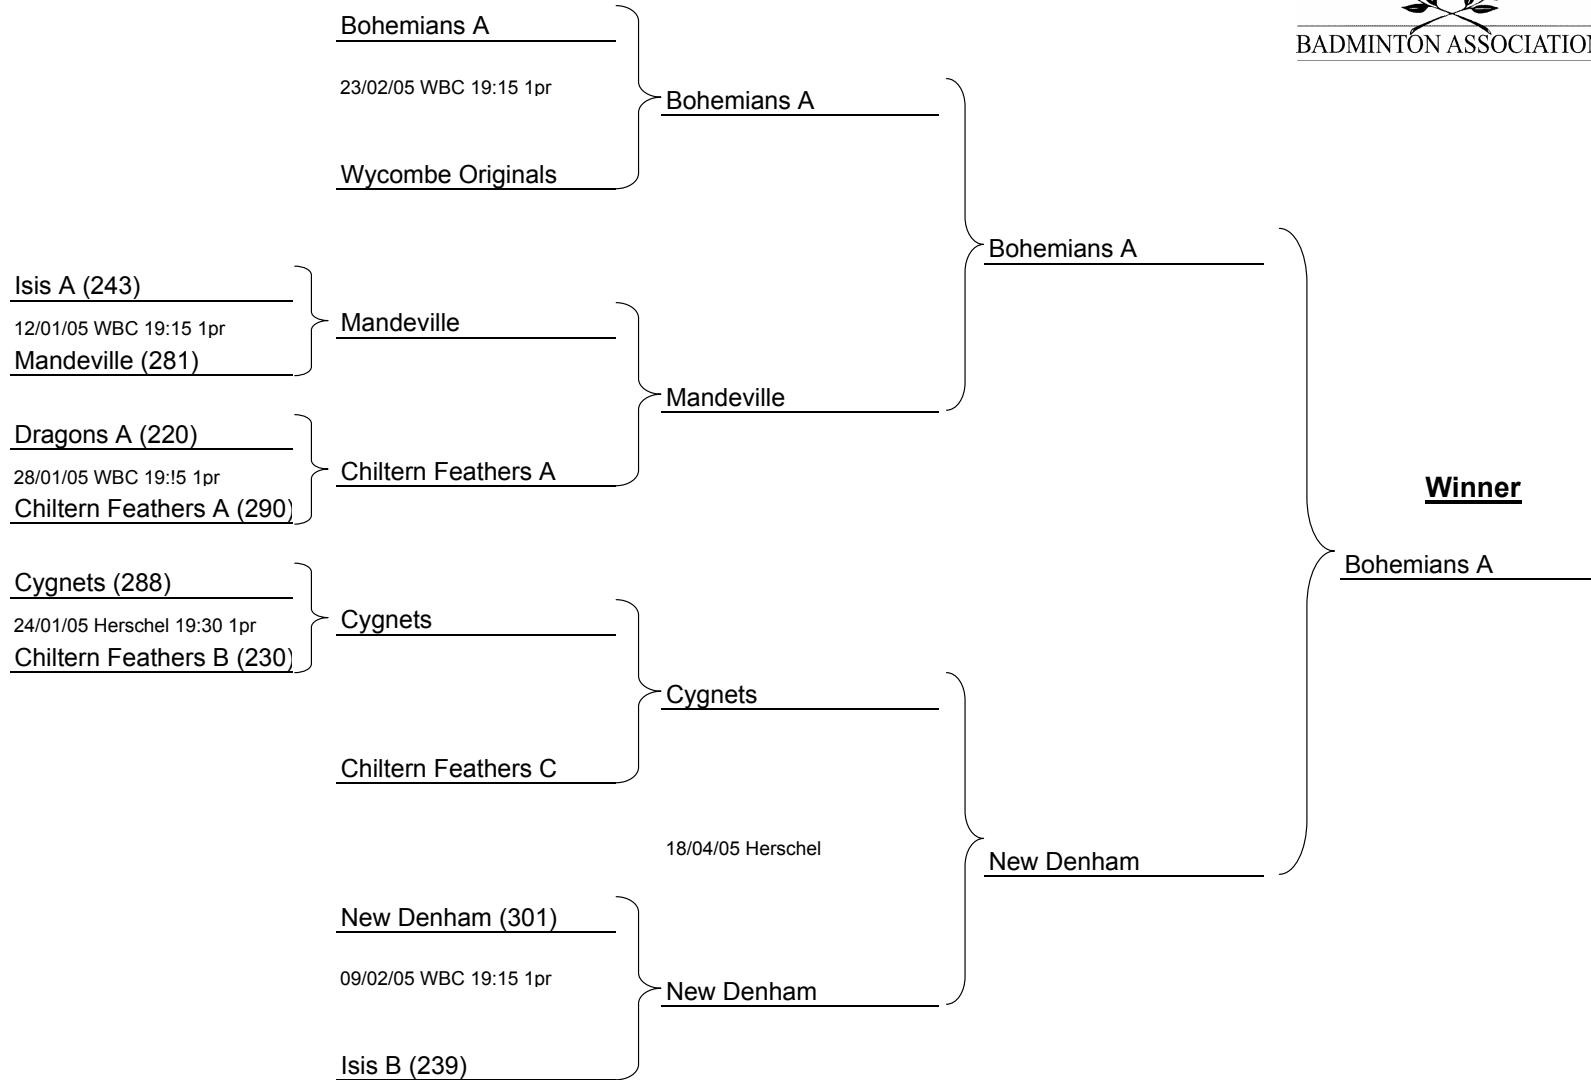 BADMINTON ASSOCIATION
Bohemians A
23/02/05 WBC 19:15 1pr
Wycombe Originals
Bohemians A
Isis A (243)
12/01/05 WBC 19:15 1pr
Mandeville (281)
Mandeville
Dragons A (220)
28/01/05 WBC 19:!5 1pr
Chiltern Feathers A (290)
Chiltern Feathers A
Mandeville
Bohemians A
Cygnets (288)
24/01/05 Herschel 19:30 1pr
Chiltern Feathers B (230)
Cygnets
Chiltern Feathers C
Cygnets
18/04/05 Herschel
New Denham (301)
09/02/05 WBC 19:15 1pr
Isis B (239)
New Denham
New Denham
Winner
Bohemians A